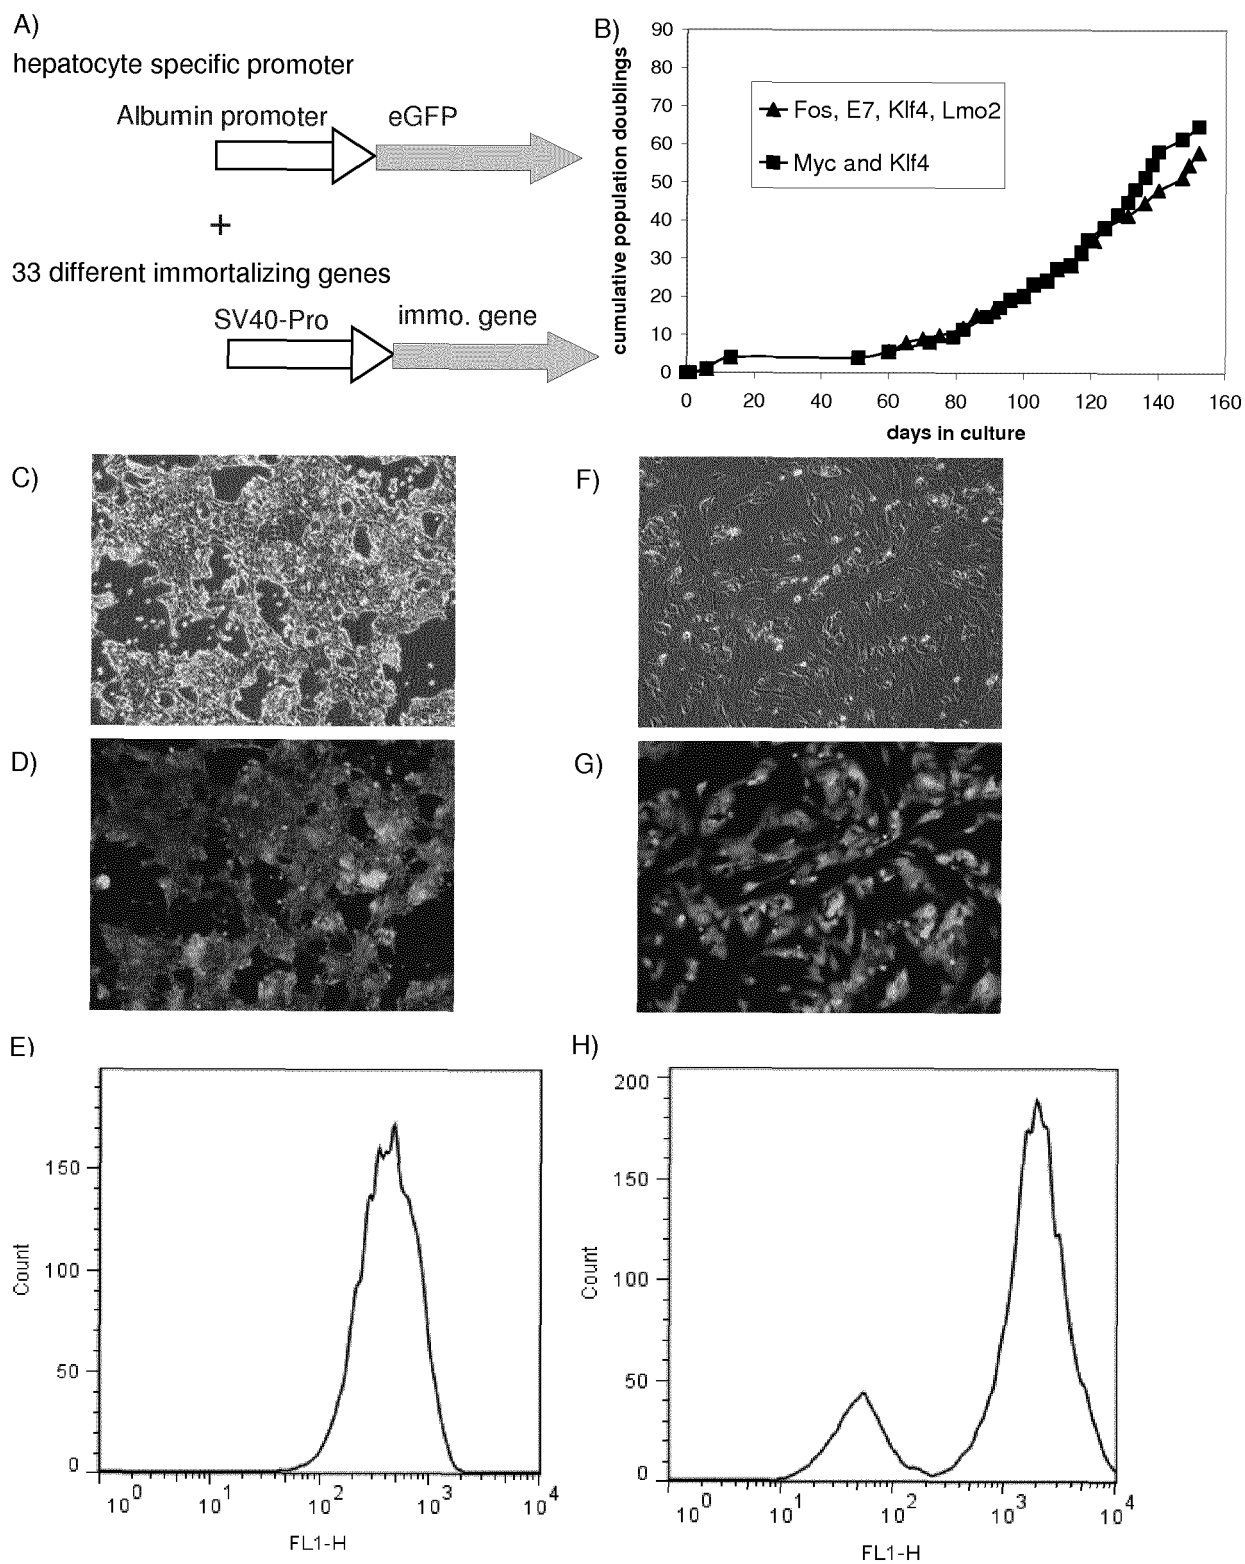 A)
hepatocyte specific promoter
Albumin promoter
eGFP
+
33 different immortalizing genes
SV40-Pro
immo. gene
B)
cumulative population doublings
90
80
70
60
50
40
30
20
10
0
Fos, E7, Klf4, Lmo2
Myc and Klf4
0 20 40 60 80 100 120 140 160
days in culture
C)
F)
D)
G)
E)
150
100
50
0
Count
10^0 10^1 10^2 10^3 10^4
FL1-H
H)
200
150
100
50
0
Count
10^0 10^1 10^2 10^3 10^4
FL1-H